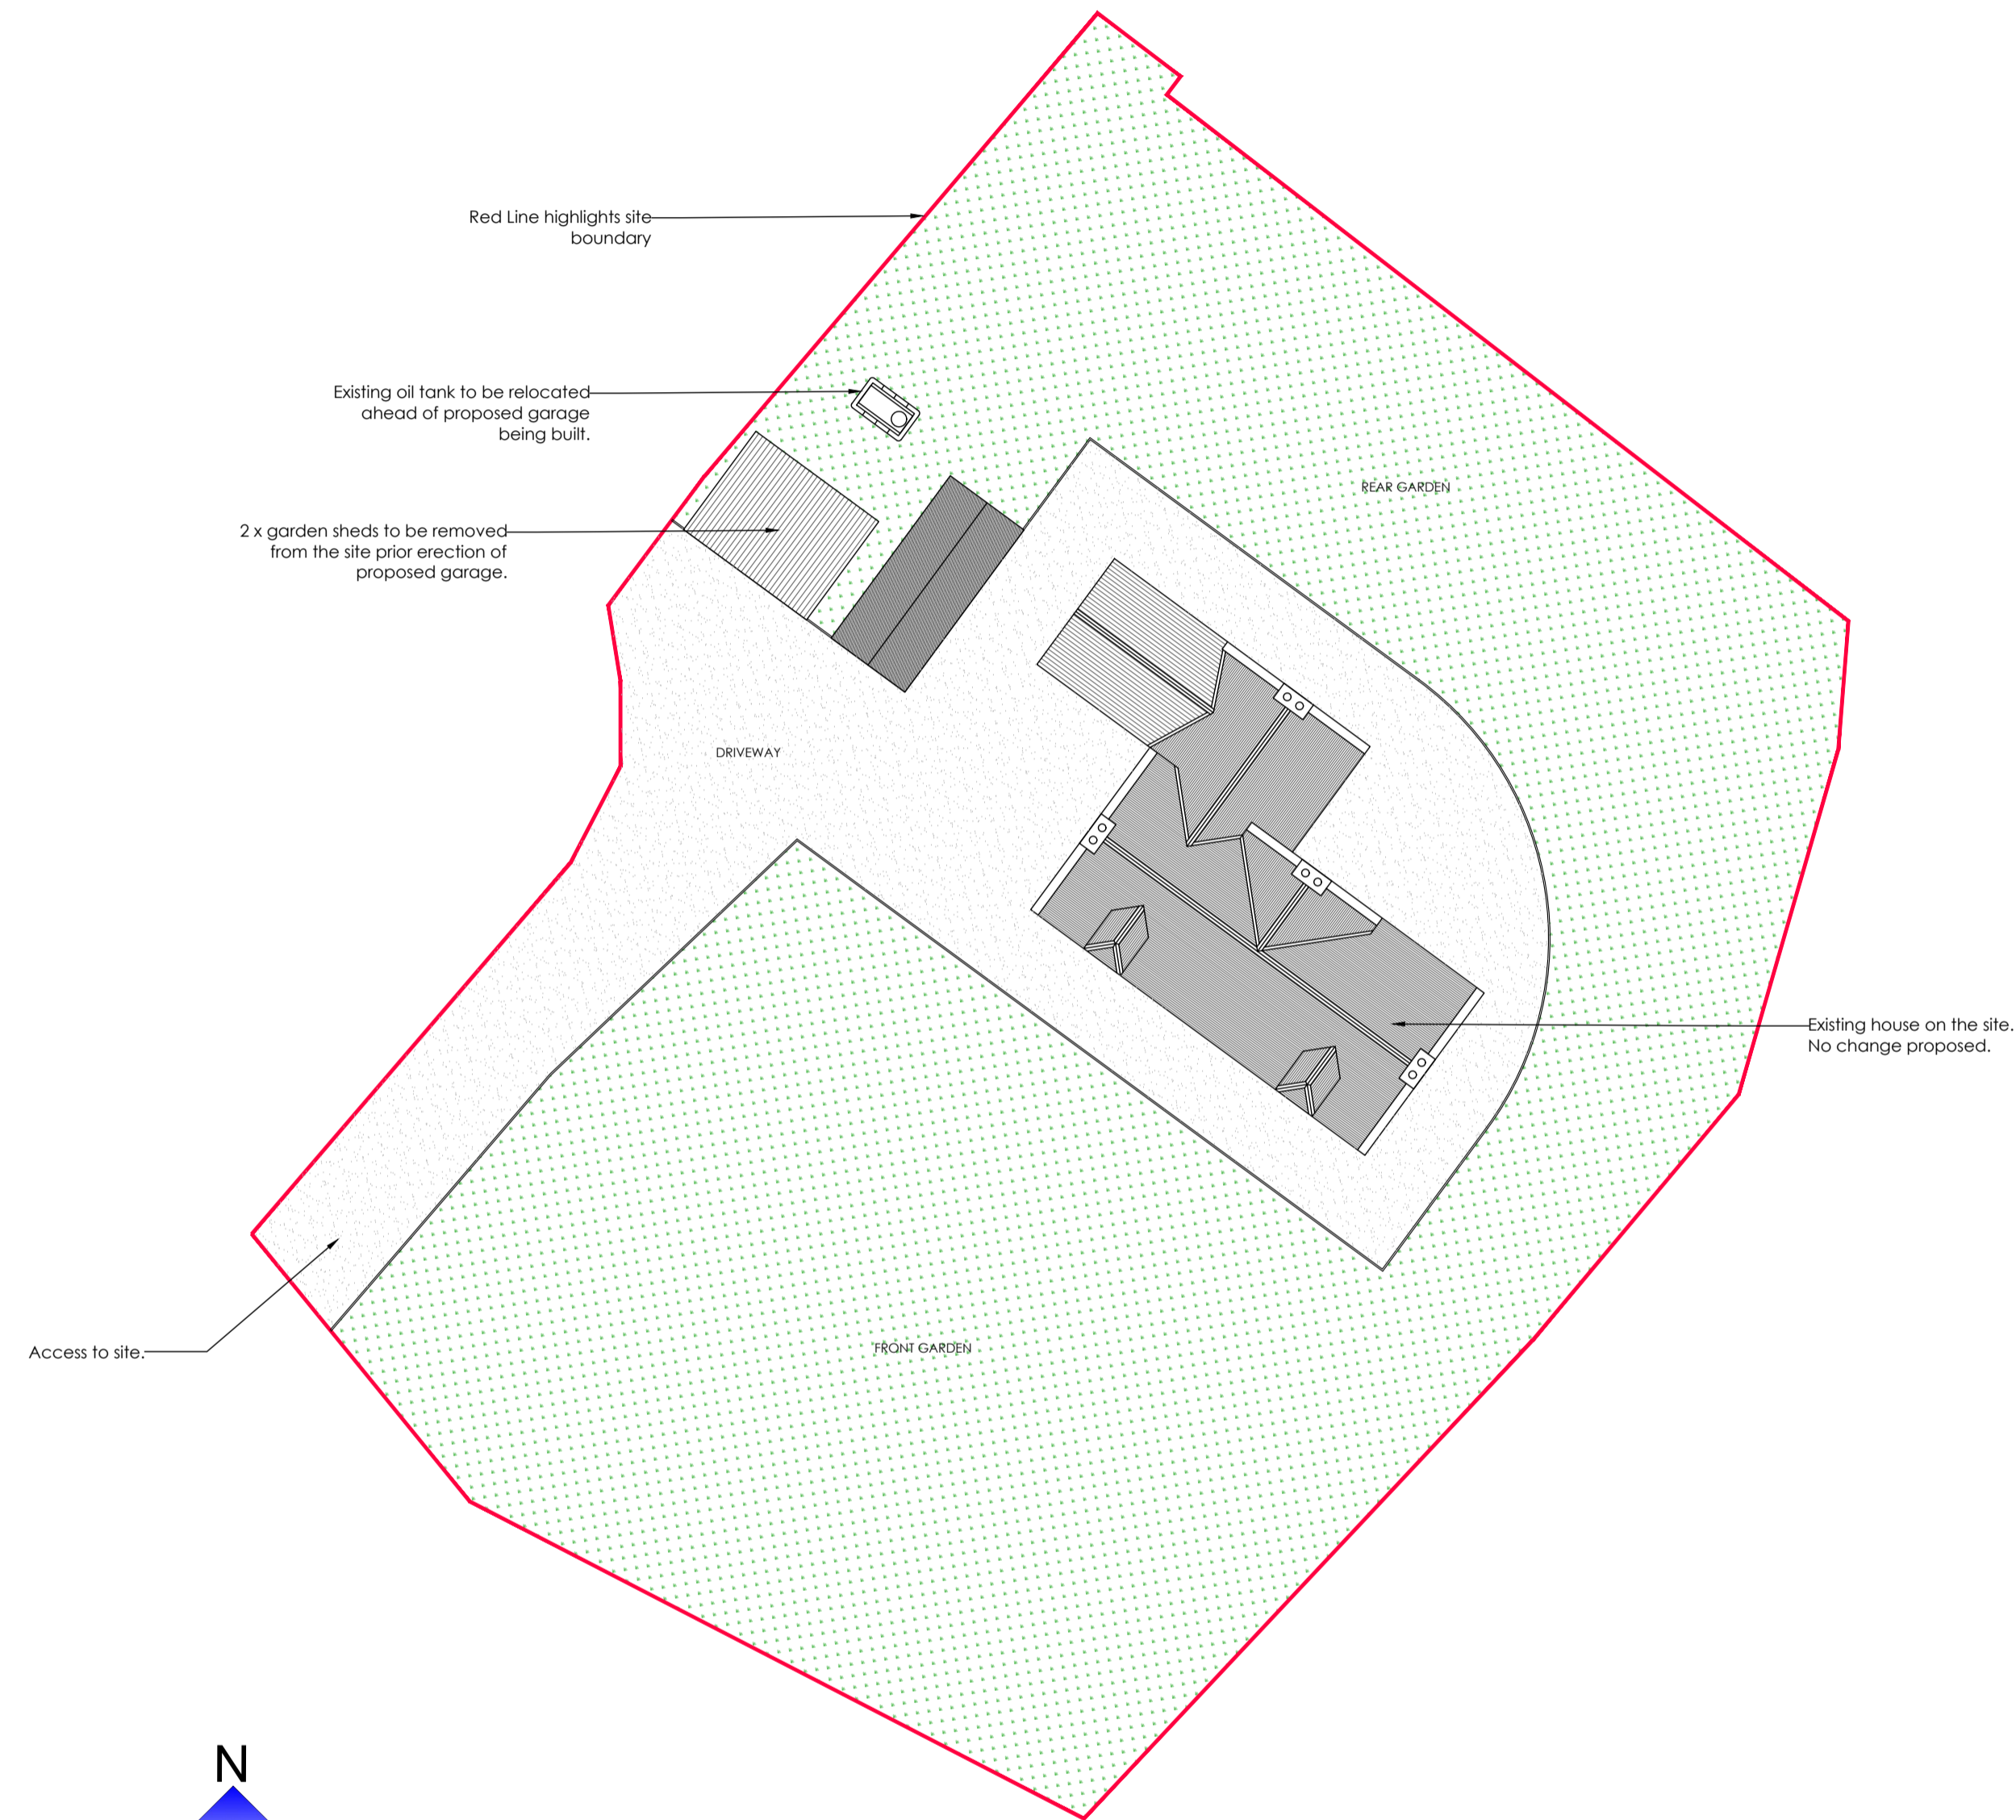 Red Line highlights site
boundary
Existing oil tank to be relocated
ahead of proposed garage
being built.
REAR GARDEN
2 x garden sheds to be removed
from the site prior erection of
proposed garage.
DRIVEWAY
Existing house on the site.
No change proposed.
Access to site.
FRONT GARDEN
N